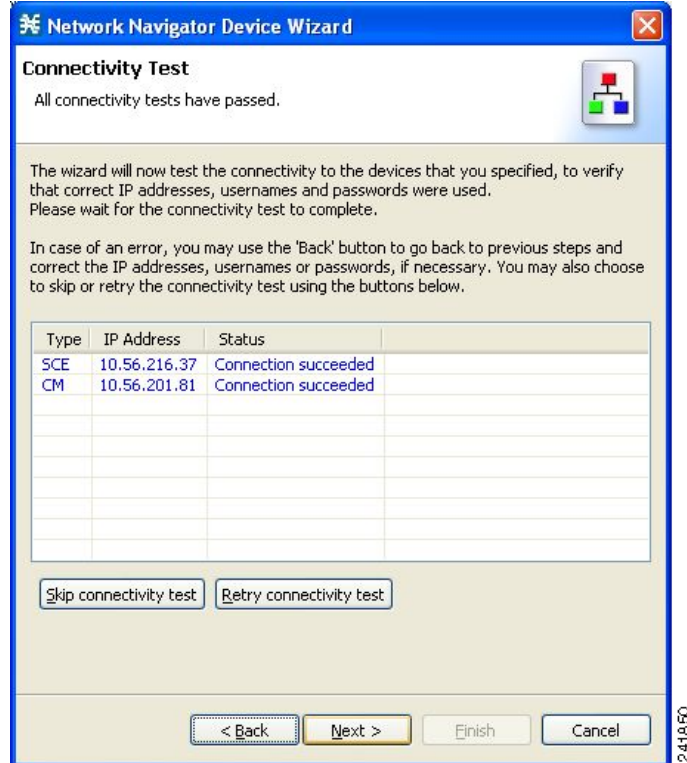 Network Navigator Device Wizard
Connectivity Test
All connectivity tests have passed.
The wizard will now test the connectivity to the devices that you specified, to verify
that correct IP addresses, usernames and passwords were used.
Please wait for the connectivity test to complete.
In case of an error, you may use the 'Back' button to go back to previous steps and
correct the IP addresses, usernames or passwords, if necessary. You may also choose
to skip or retry the connectivity test using the buttons below.
Type IP Address Status
SCE 10.56.216.37 Connection succeeded
CM 10.56.201.81 Connection succeeded
Skip connectivity test Retry connectivity test
< Back Next > Finish Cancel
241850